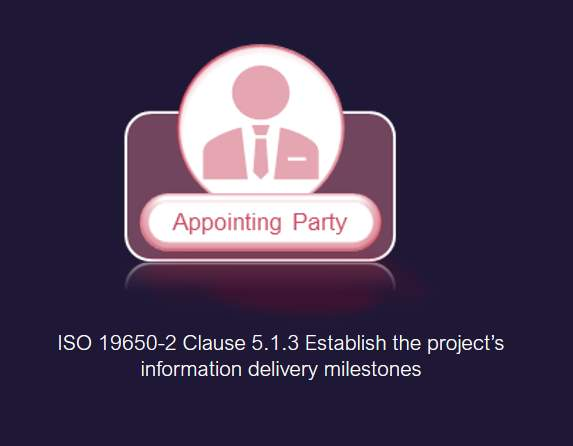 Appointing Party
ISO 19650-2 Clause 5.1.3 Establish the project’s
information delivery milestones